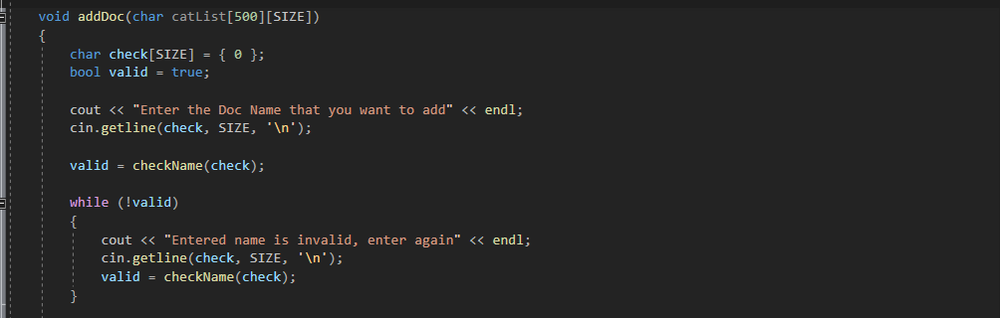 void addDoc(char catList[500][SIZE])
{
char check[SIZE] = { 0 };
bool valid = true;
cout << "Enter the Doc Name that you want to add" << endl;
cin.getline(check, SIZE, '\n');
valid = checkName(check);
while (!valid)
{
cout << "Entered name is invalid, enter again" << endl;
cin.getline(check, SIZE, '\n');
valid = checkName(check);
}